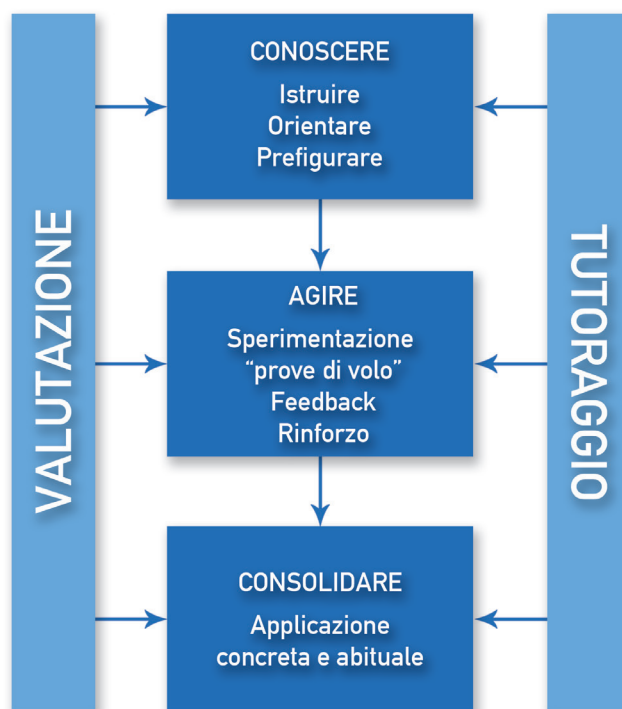 VALUTAZIONE
CONOSCERE
Istruire
Orientare
Prefigurare
AGIRE
Sperimentazione
“prove di volo”
Feedback
Rinforzo
CONSOLIDARE
Applicazione
concreta e abituale
TUTORAGGIO